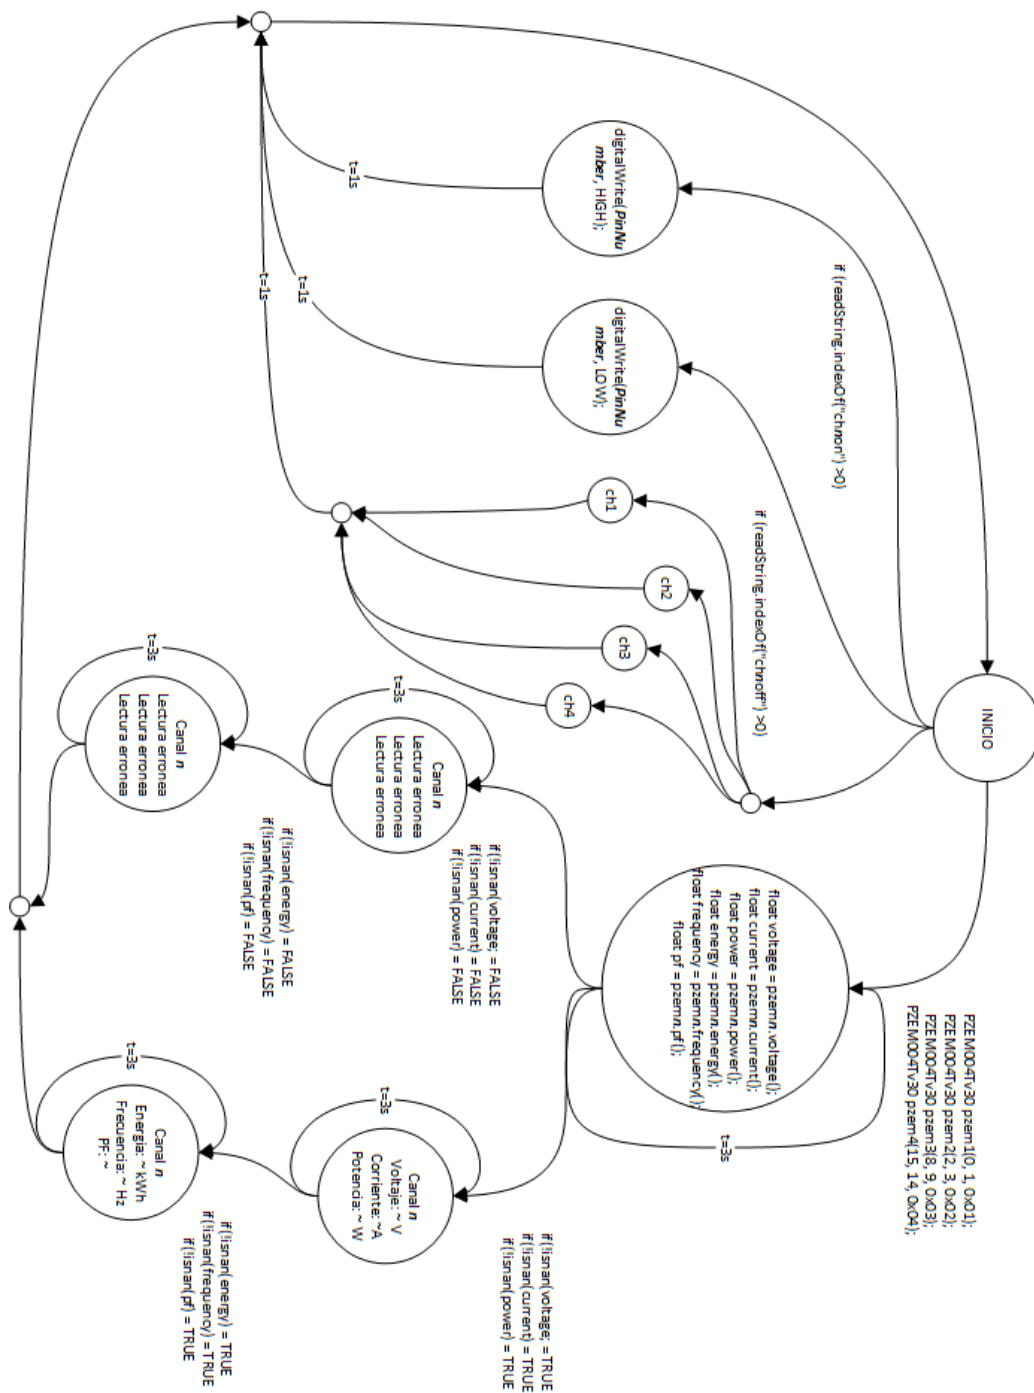 INICIO
if (readString.indexOf("chnon") >0)
if (readString.indexOf("chnoff") >0)
digitalWrite(PinNu
mber, HIGH);
t=1s
digitalWrite(PinNu
mber, LOW);
t=1s
ch1
ch2
ch3
ch4
t=1s
PZEM004Tv30 pzem1(0, 1, 0x01);
PZEM004Tv30 pzem2(2, 3, 0x02);
PZEM004Tv30 pzem3(8, 9, 0x03);
PZEM004Tv30 pzem4(15, 14, 0x04);
float voltage = pzemn.voltage();
float current = pzemn.current();
float power = pzemn.power();
float energy = pzemn.energy();
float frequency = pzemn.frequency();
float pf = pzemn.pf();
t=3s
if(!isnan(voltage; = FALSE
if(!isnan(current) = FALSE
if(!isnan(power) = FALSE
Canal n
Lectura erronea
Lectura erronea
Lectura erronea
t=3s
if(!isnan(energy) = FALSE
if(!isnan(frequency) = FALSE
if(!isnan(pf) = FALSE
Canal n
Lectura erronea
Lectura erronea
Lectura erronea
t=3s
if(!isnan(voltage; = TRUE
if(!isnan(current) = TRUE
if(!isnan(power) = TRUE
Canal n
Voltaje: ~ V
Corriente: ~A
Potencia: ~ W
t=3s
if(!isnan(energy) = TRUE
if(!isnan(frequency) = TRUE
if(!isnan(pf) = TRUE
Canal n
Energia: ~ kWh
Frecuencia: ~ Hz
PF: ~
t=3s